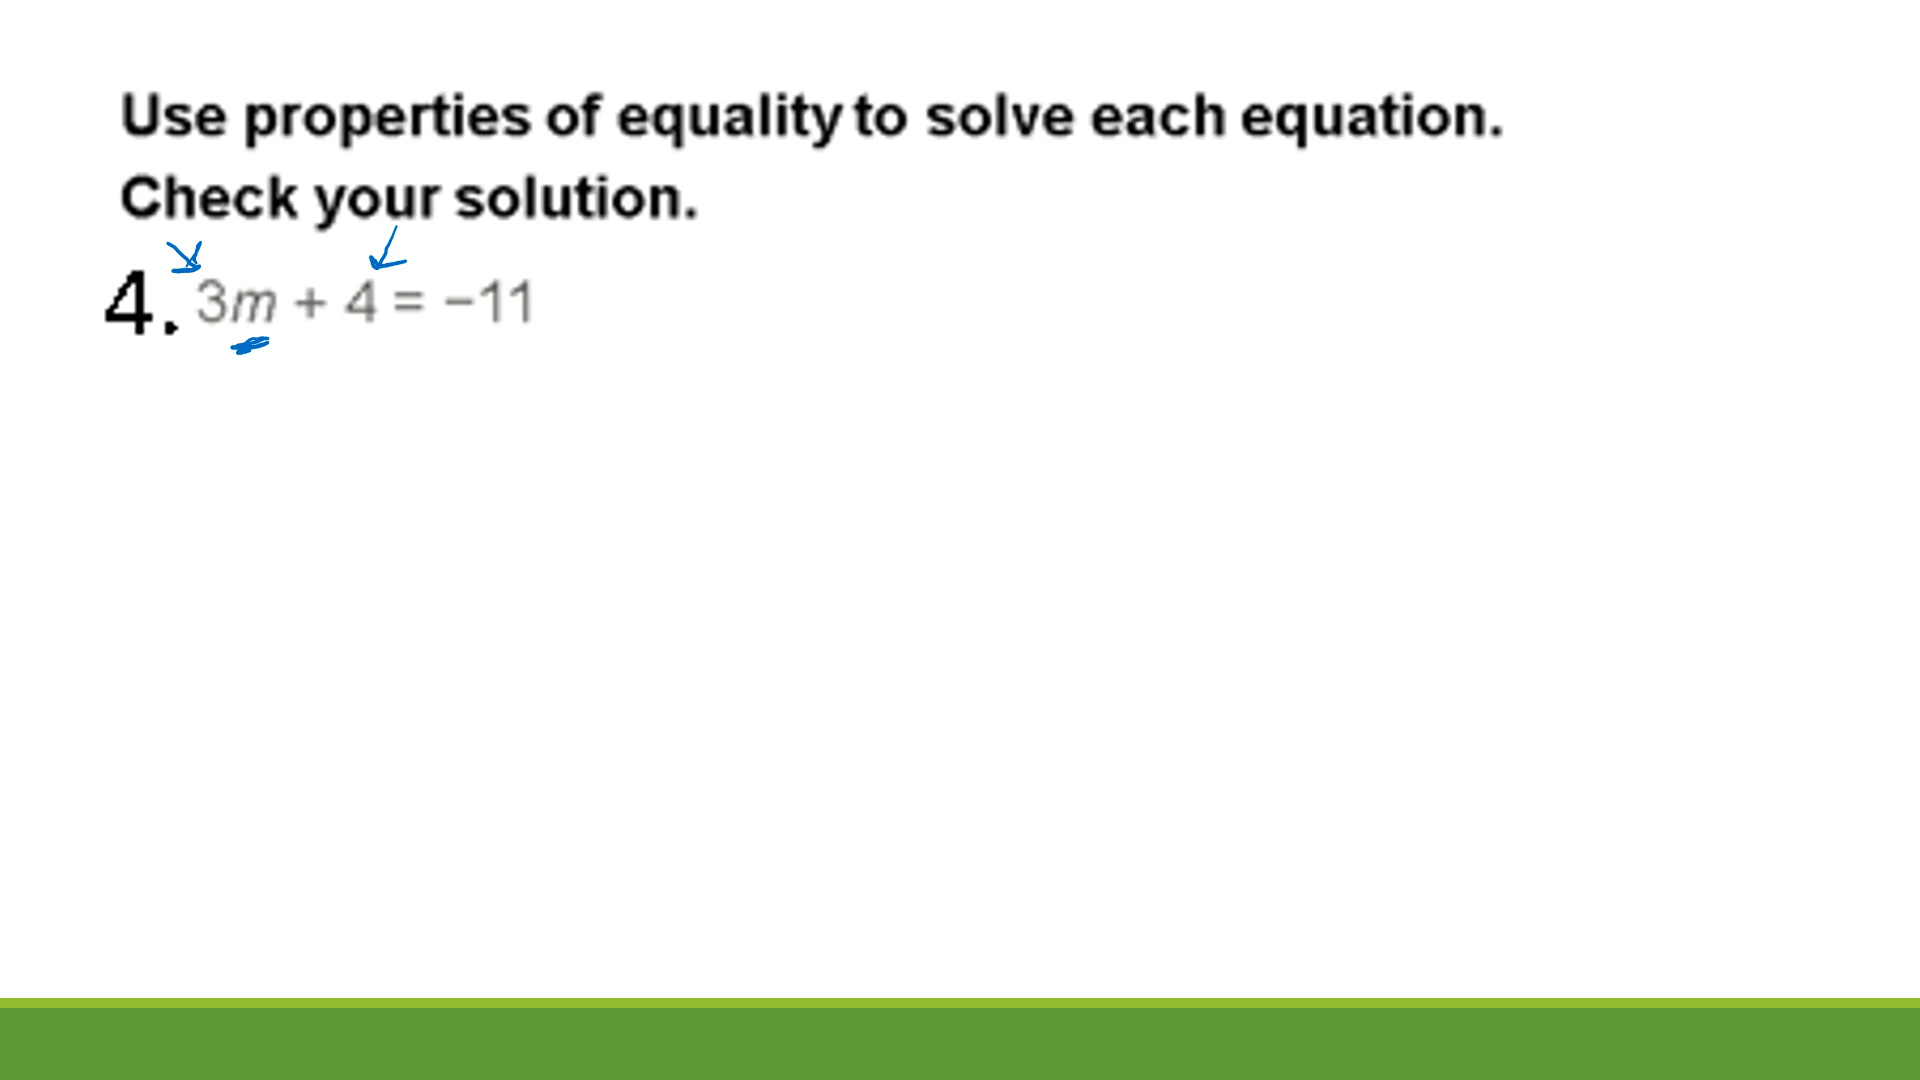 Use properties of equality to solve each equation.
Check your solution.
4. 3m + 4 = −11